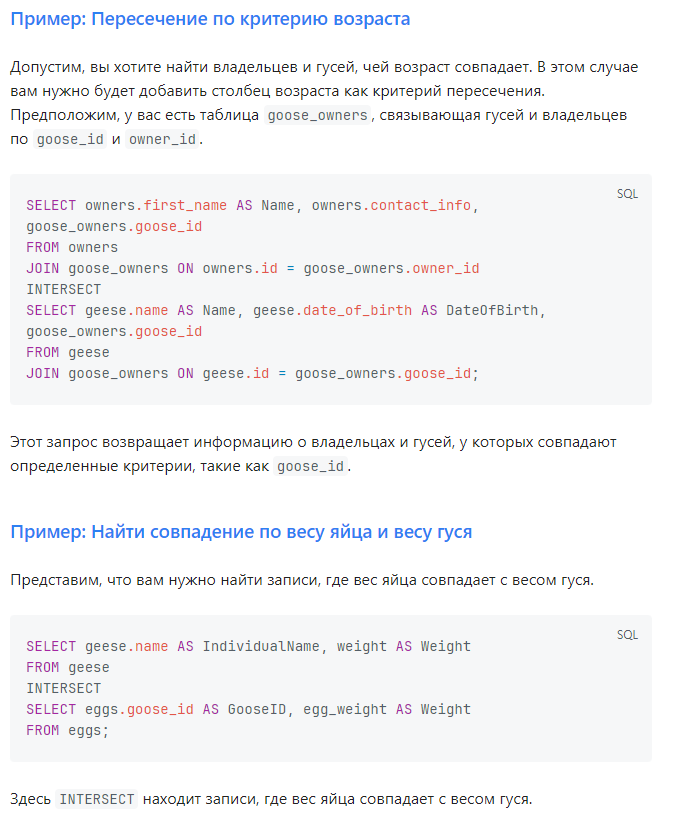 Пример: Пересечение по критерию возраста
Допустим, вы хотите найти владельцев и гусей, чей возраст совпадает. В этом случае
вам нужно будет добавить столбец возраста как критерий пересечения.
Предположим, у вас есть таблица goose_owners, связывающая гусей и владельцев
по goose_id и owner_id.
SQL
SELECT owners.first_name AS Name, owners.contact_info,
goose_owners.goose_id
FROM owners
JOIN goose_owners ON owners.id = goose_owners.owner_id
INTERSECT
SELECT geese.name AS Name, geese.date_of_birth AS DateOfBirth,
goose_owners.goose_id
FROM geese
JOIN goose_owners ON geese.id = goose_owners.goose_id;
Этот запрос возвращает информацию о владельцах и гусей, у которых совпадают
определенные критерии, такие как goose_id.
Пример: Найти совпадение по весу яйца и весу гуся
Представим, что вам нужно найти записи, где вес яйца совпадает с весом гуся.
SQL
SELECT geese.name AS IndividualName, weight AS Weight
FROM geese
INTERSECT
SELECT eggs.goose_id AS GooseID, egg_weight AS Weight
FROM eggs;
Здесь INTERSECT находит записи, где вес яйца совпадает с весом гуся.